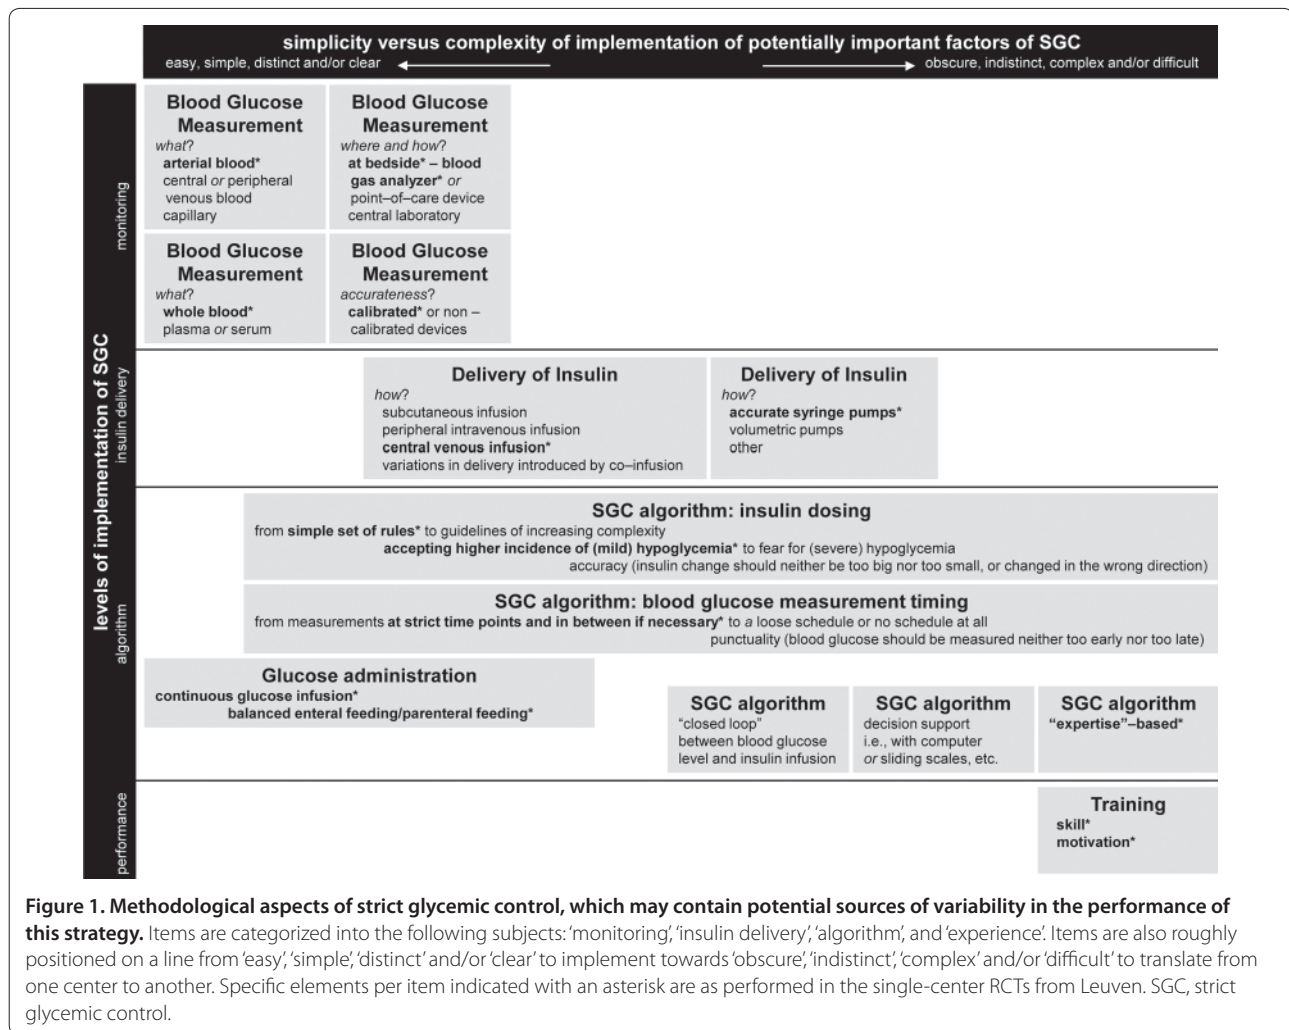 simplicity versus complexity of implementation of potentially important factors of SGC
easy, simple, distinct and/or clear
obscure, indistinct, complex and/or difficult
levels of implementation of SGC
monitoring
Blood Glucose
Measurement
what?
arterial blood*
central or peripheral
venous blood
capillary
Blood Glucose
Measurement
where and how?
at bedside* – blood
gas analyzer* or
point–of–care device
central laboratory
Blood Glucose
Measurement
what?
whole blood*
plasma or serum
Blood Glucose
Measurement
accurateness?
calibrated* or non –
calibrated devices
insulin delivery
Delivery of Insulin
how?
subcutaneous infusion
peripheral intravenous infusion
central venous infusion*
variations in delivery introduced by co–infusion
Delivery of Insulin
how?
accurate syringe pumps*
volumetric pumps
other
algorithm
SGC algorithm: insulin dosing
from simple set of rules* to guidelines of increasing complexity
accepting higher incidence of (mild) hypoglycemia* to fear for (severe) hypoglycemia
accuracy (insulin change should neither be too big nor too small, or changed in the wrong direction)
SGC algorithm: blood glucose measurement timing
from measurements at strict time points and in between if necessary* to a loose schedule or no schedule at all
punctuality (blood glucose should be measured neither too early nor too late)
Glucose administration
continuous glucose infusion*
balanced enteral feeding/parenteral feeding*
SGC algorithm
“closed loop”
between blood glucose
level and insulin infusion
SGC algorithm
decision support
i.e., with computer
or sliding scales, etc.
SGC algorithm
“expertise”–based*
performance
Training
skill*
motivation*
Figure 1. Methodological aspects of strict glycemic control, which may contain potential sources of variability in the performance of
this strategy. Items are categorized into the following subjects: ‘monitoring’, ‘insulin delivery’, ‘algorithm’, and ‘experience’. Items are also roughly
positioned on a line from ‘easy’, ‘simple’, ‘distinct’ and/or ‘clear’ to implement towards ‘obscure’, ‘indistinct’, ‘complex’ and/or ‘difficult’ to translate from
one center to another. Specific elements per item indicated with an asterisk are as performed in the single-center RCTs from Leuven. SGC, strict
glycemic control.